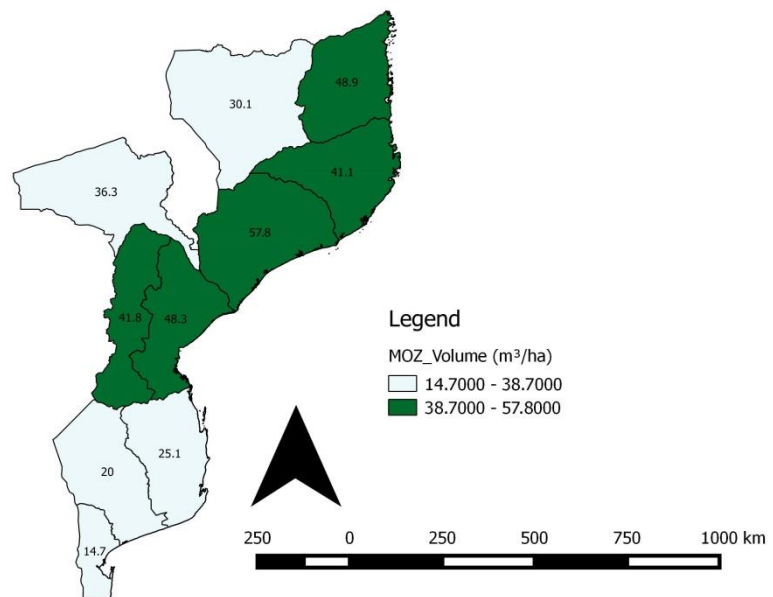 48.9
30.1
41.1
36.3
57.8
41.8
48.3
Legend
MOZ_Volume (m³/ha)
14.7000 - 38.7000
38.7000 - 57.8000
25.1
20
14.7
250 0 250 500 750 1000 km